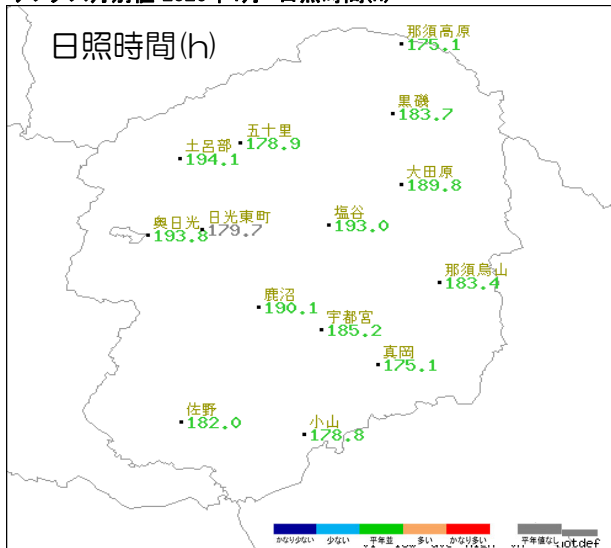 日照時間(h)
那須高原
175.1
黒磯
183.7
五十里
178.9
土呂部
194.1
大田原
189.8
塩谷
193.0
日光東町
179.7
奥日光
193.8
那須烏山
183.4
鹿沼
190.1
宇都宮
185.2
真岡
175.1
佐野
182.0
小山
178.8
かなり少ない 少ない 平年並 多い かなり多い 平年値なし